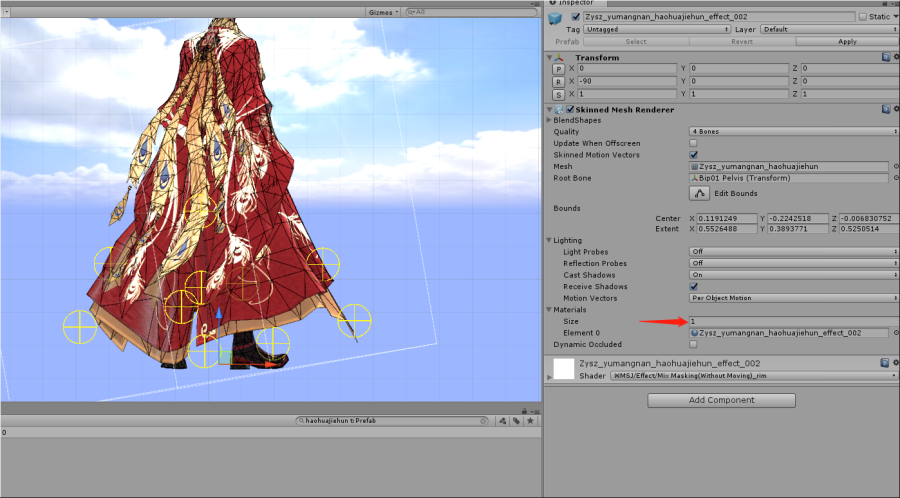 Gizmos
All
Inspector
Zysz_yumangnan_haohuajiehun_effect_002
Static
Tag Untagged Layer Default
Prefab Select Revert Apply
Transform
P X 0 Y 0 Z 0
R X -90 Y 0 Z 0
S X 1 Y 1 Z 1
Skinned Mesh Renderer
BlendShapes
Quality 4 Bones
Update When Offscreen
Skinned Motion Vectors
Mesh Zysz_yumangnan_haohuajiehun
Root Bone Bip01 Pelvis (Transform)
Edit Bounds
Bounds
Center X 0.1191249 Y -0.2242518 Z -0.006830752
Extent X 0.5526488 Y 0.3893771 Z 0.5250514
Lighting
Light Probes Off
Reflection Probes Off
Cast Shadows On
Receive Shadows
Motion Vectors Per Object Motion
Materials
Size 1
Element 0 Zysz_yumangnan_haohuajiehun_effect_002
Dynamic Occluded
Zysz_yumangnan_haohuajiehun_effect_002
Shader WMSJ/Effect/Mix Masking(Without Moving)_rim
Add Component
haohuajiehun t:Prefab
0